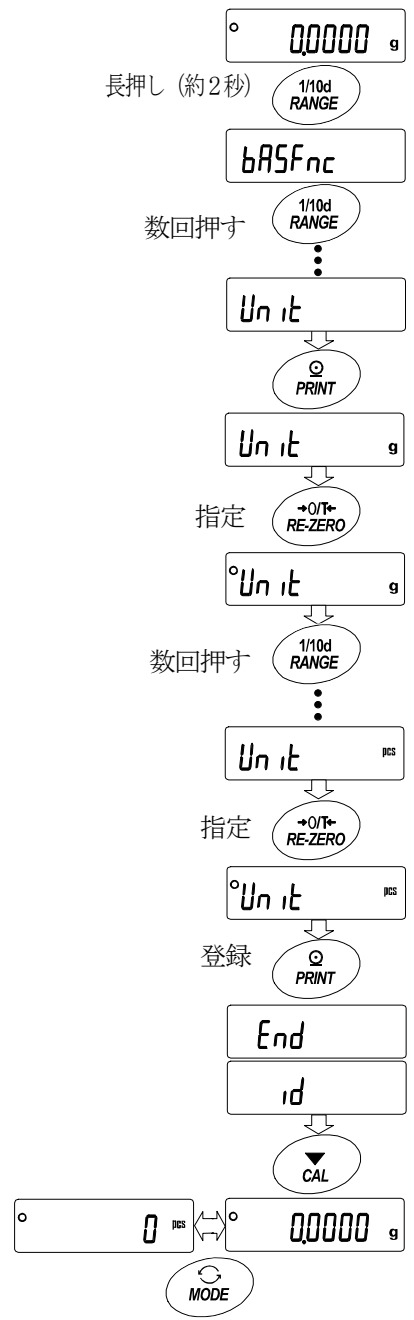 0.0000 g
長押し（約2秒） 1/10d
RANGE
bASFnc
数回押す 1/10d
RANGE
Unit
PRINT
Unit g
指定 →0/T←
RE-ZERO
Unit g
数回押す 1/10d
RANGE
Unit pcs
指定 →0/T←
RE-ZERO
Unit pcs
登録 PRINT
End
id
CAL
0 pcs 0.0000 g
MODE